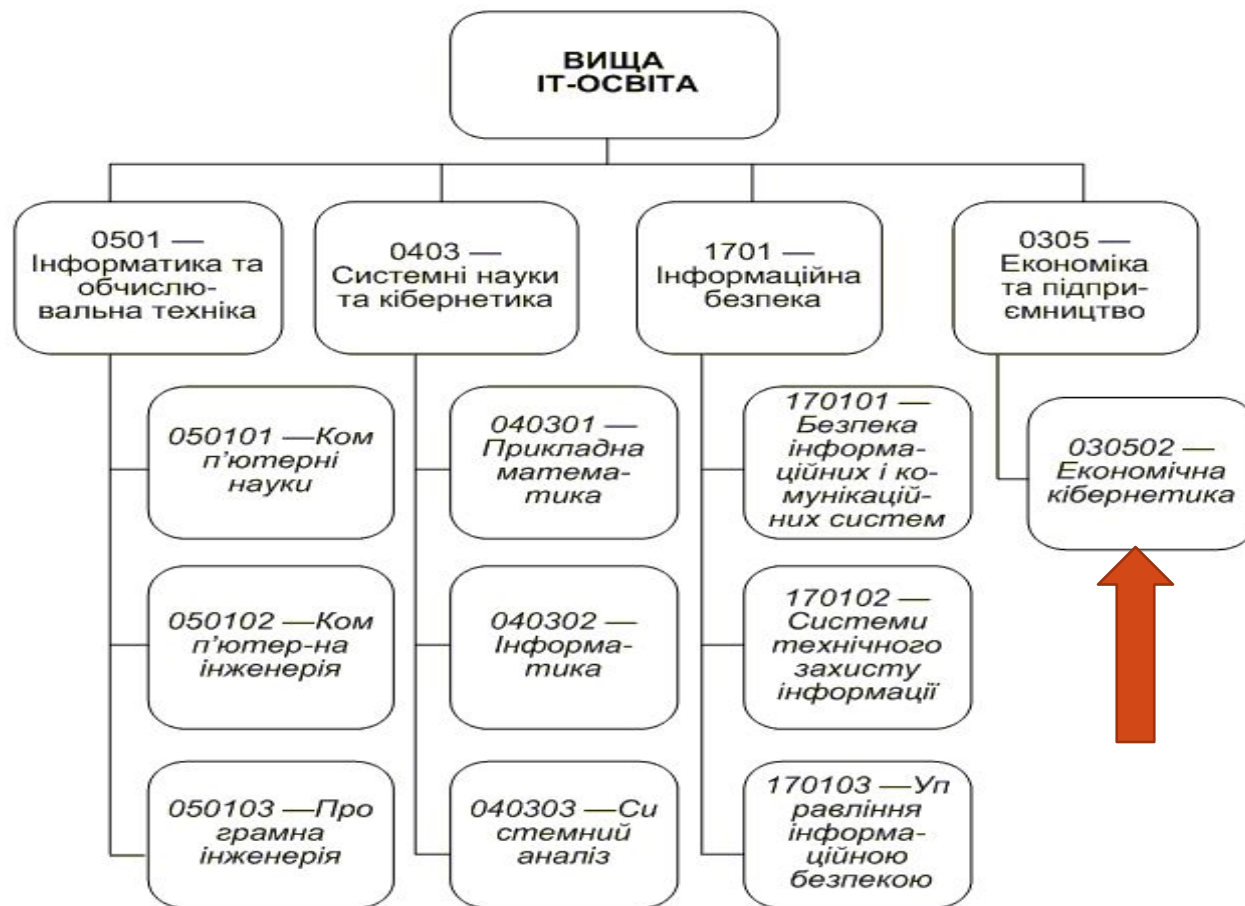 ВИЩА
ІТ-ОСВІТА
0501 —
Інформатика та
обчислю-
вальна техніка
0403 —
Системні науки
та кібернетика
1701 —
Інформаційна
безпека
0305 —
Економіка
та підпри-
ємництво
050101 —Ком
п’ютерні
науки
050102 —Ком
п’ютер-на
інженерія
050103 —Про
грамна
інженерія
040301 —
Прикладна
матема-
тика
040302 —
Інформа-
тика
040303 —Си
стемний
аналіз
170101 —
Безпека
інформа-
ційних і ко-
мунікацій-
них систем
170102 —
Системи
технічного
захисту
інформації
170103 —Уп
равління
інформа-
ційною
безпекою
030502 —
Економічна
кібернетика